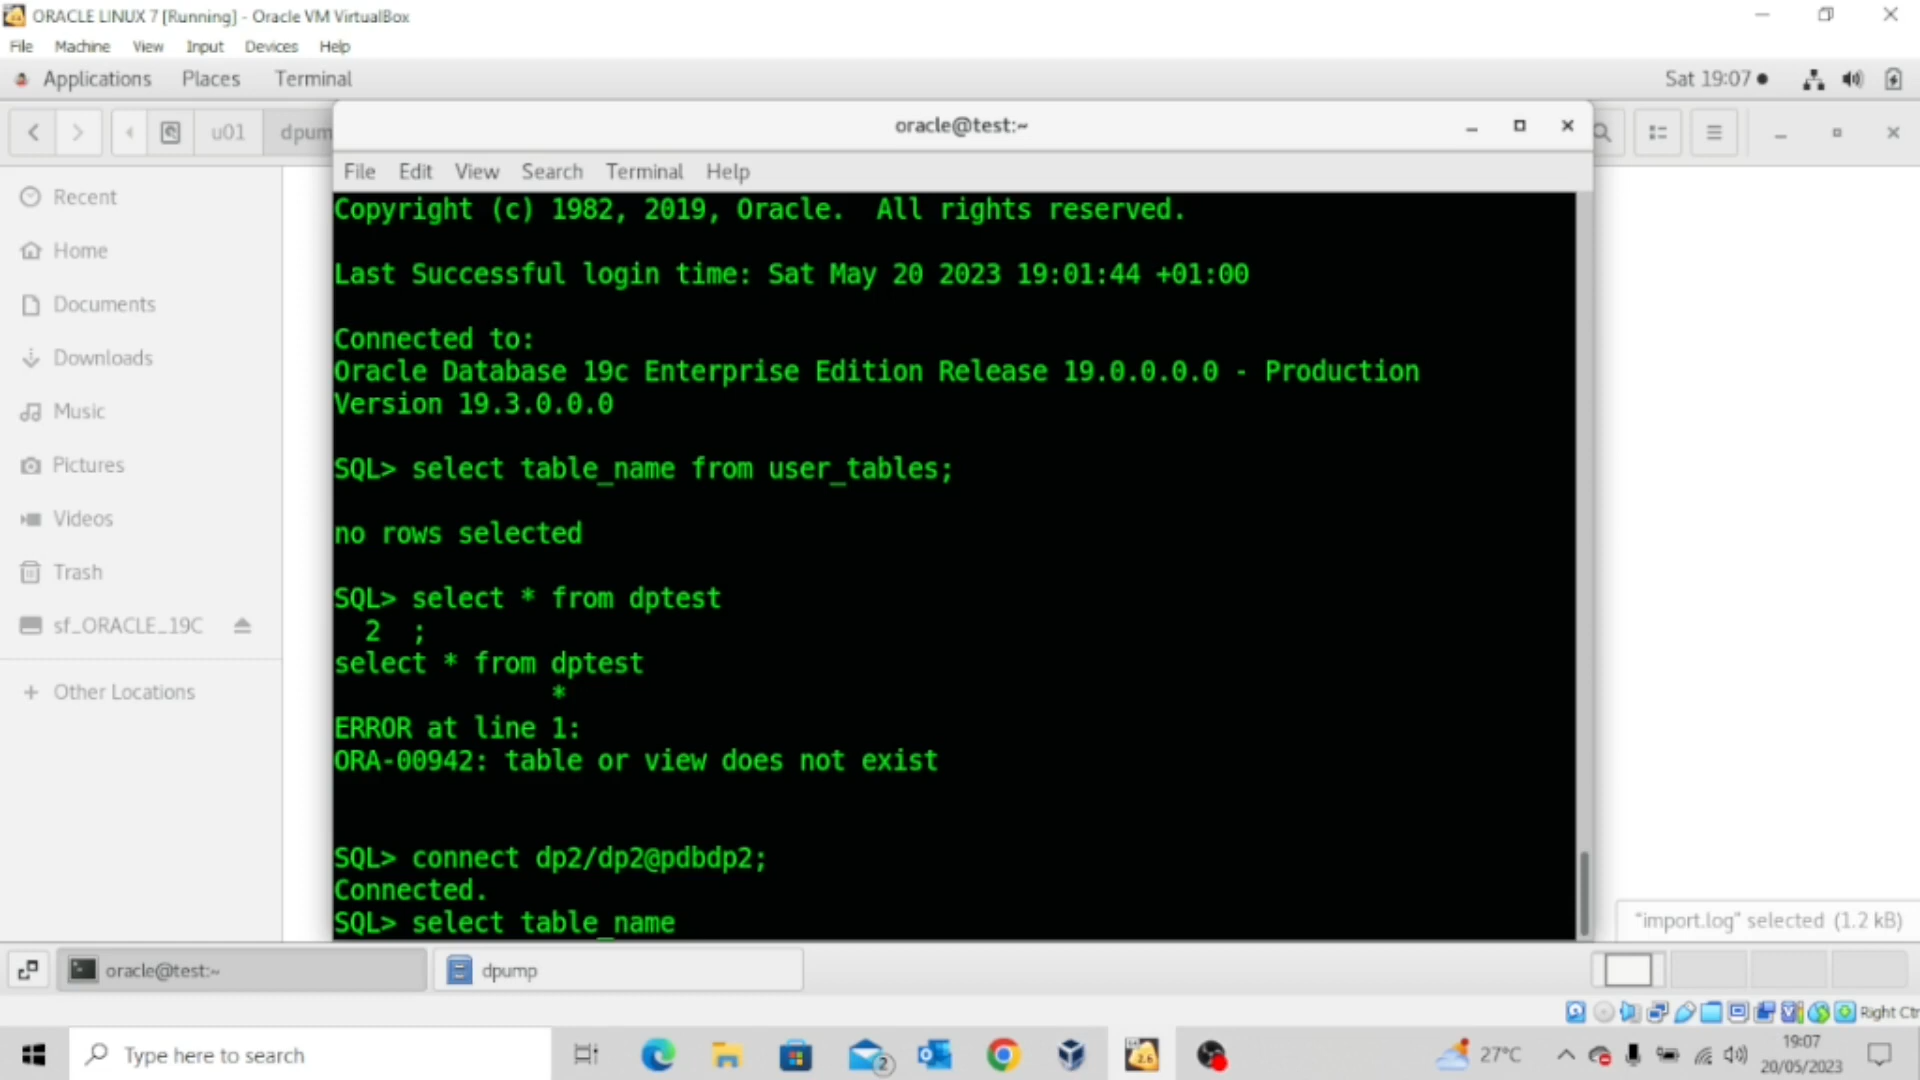 ORACLE LINUX 7 [Running] - Oracle VM VirtualBox
File Machine View Input Devices Help
Applications Places Terminal Sat 19:07
u01 dpum
oracle@test:~
File Edit View Search Terminal Help
Recent
Home
Documents
Downloads
Music
Pictures
Videos
Trash
sf_ORACLE_19C
Other Locations
Copyright (c) 1982, 2019, Oracle.  All rights reserved.
Last Successful login time: Sat May 20 2023 19:01:44 +01:00
Connected to:
Oracle Database 19c Enterprise Edition Release 19.0.0.0.0 - Production
Version 19.3.0.0.0
SQL> select table_name from user_tables;
no rows selected
SQL> select * from dptest
  2  ;
select * from dptest
              *
ERROR at line 1:
ORA-00942: table or view does not exist
SQL> connect dp2/dp2@pdbdp2;
Connected.
SQL> select table_name
"import.log" selected (1.2 kB)
oracle@test:~ dpump
Right Ctr
Type here to search 2 2.6 27°C 19:07
20/05/2023